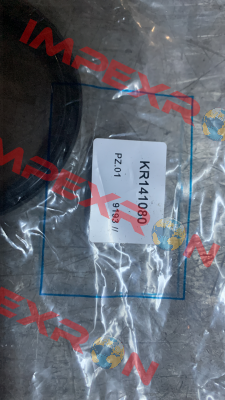 IMPEXRON
KR141080
PZ.01
9193 //
IMPEXRON
IMPEXRON